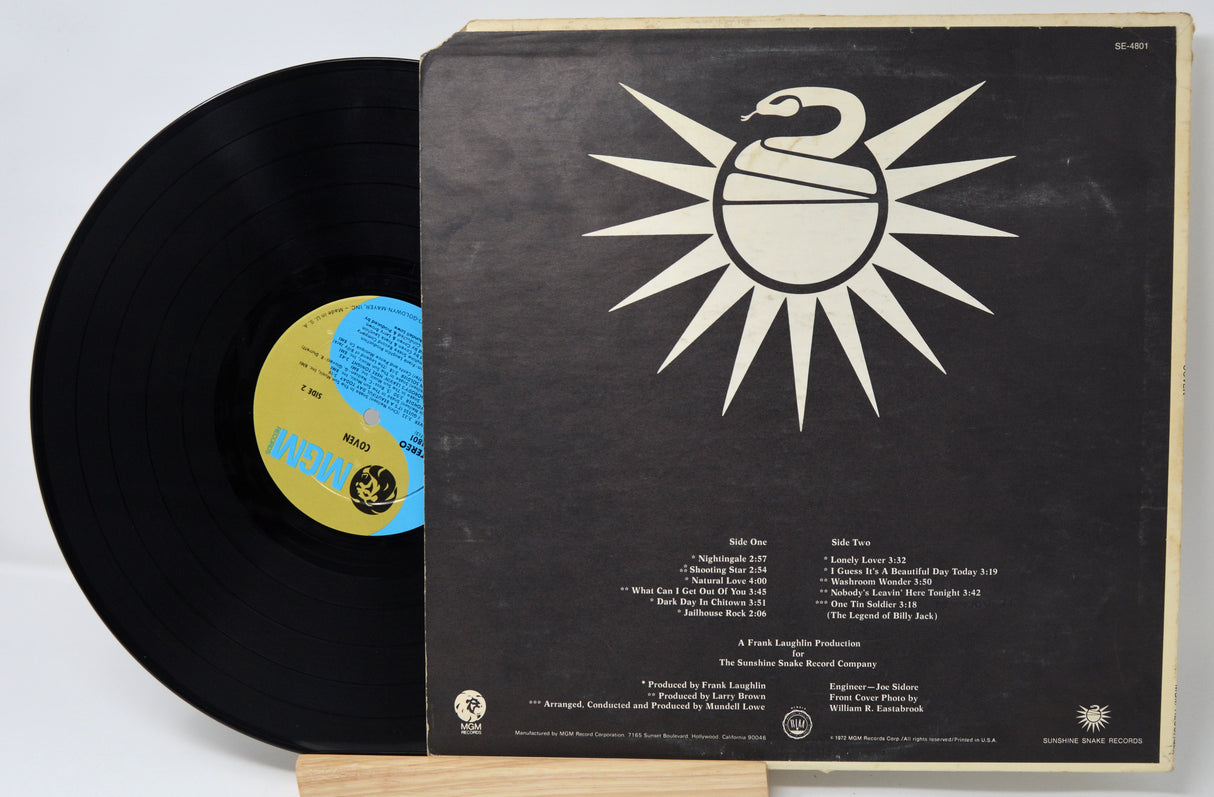 SE-4801
Side One
* Nightingale 2:57
** Shooting Star 2:54
* Natural Love 4:00
** What Can I Get Out Of You 3:45
* Dark Day In Chitown 3:51
* Jailhouse Rock 2:06
Side Two
* Lonely Lover 3:32
* I Guess It's A Beautiful Day Today 3:19
** Washroom Wonder 3:50
** Nobody's Leavin' Here Tonight 3:42
*** One Tin Soldier 3:18
(The Legend of Billy Jack)
A Frank Laughlin Production
for
The Sunshine Snake Record Company
* Produced by Frank Laughlin
** Produced by Larry Brown
*** Arranged, Conducted and Produced by Mundell Lowe
Engineer—Joe Sidore
Front Cover Photo by
William R. Eastabrook
MGM
RECORDS
Manufactured by MGM Record Corporation, 7165 Sunset Boulevard, Hollywood, California 90046
RIAA
© 1972 MGM Records Corp./All rights reserved/Printed in U.S.A.
SUNSHINE SNAKE RECORDS
MGM
RECORDS
COVEN
SIDE 2